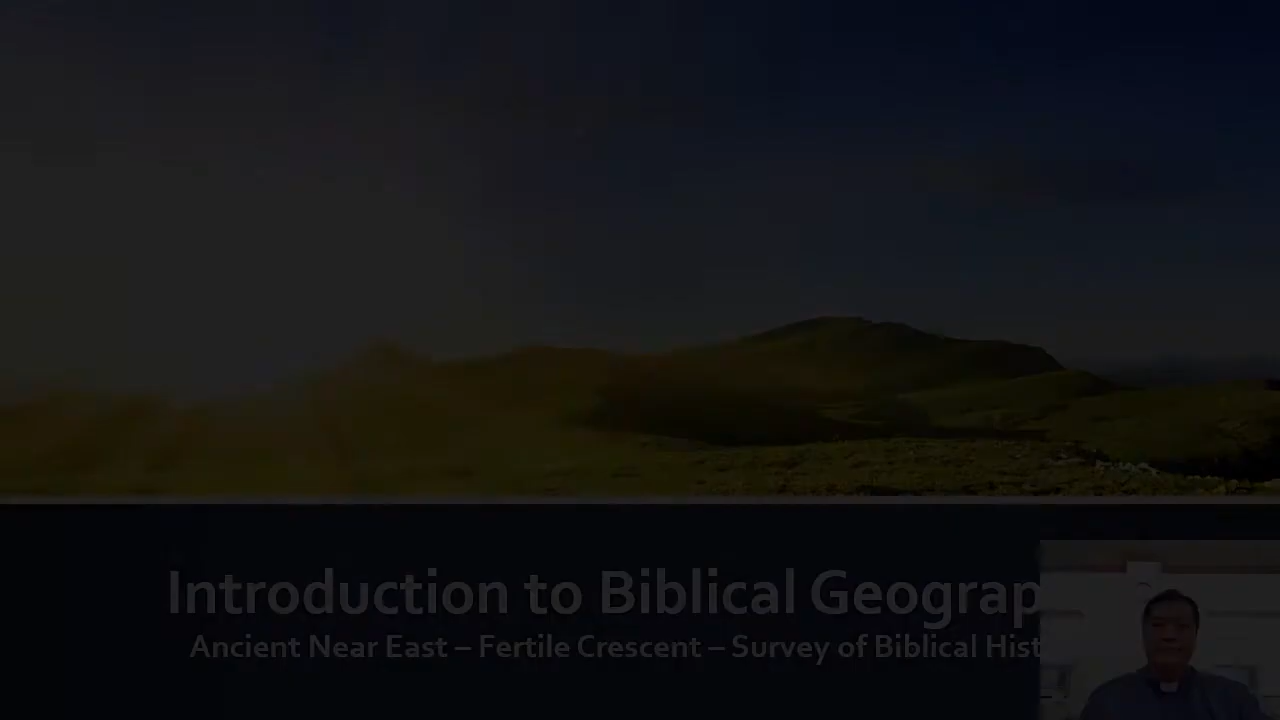 Introduction to Biblical Geograp
Ancient Near East – Fertile Crescent – Survey of Biblical Hist